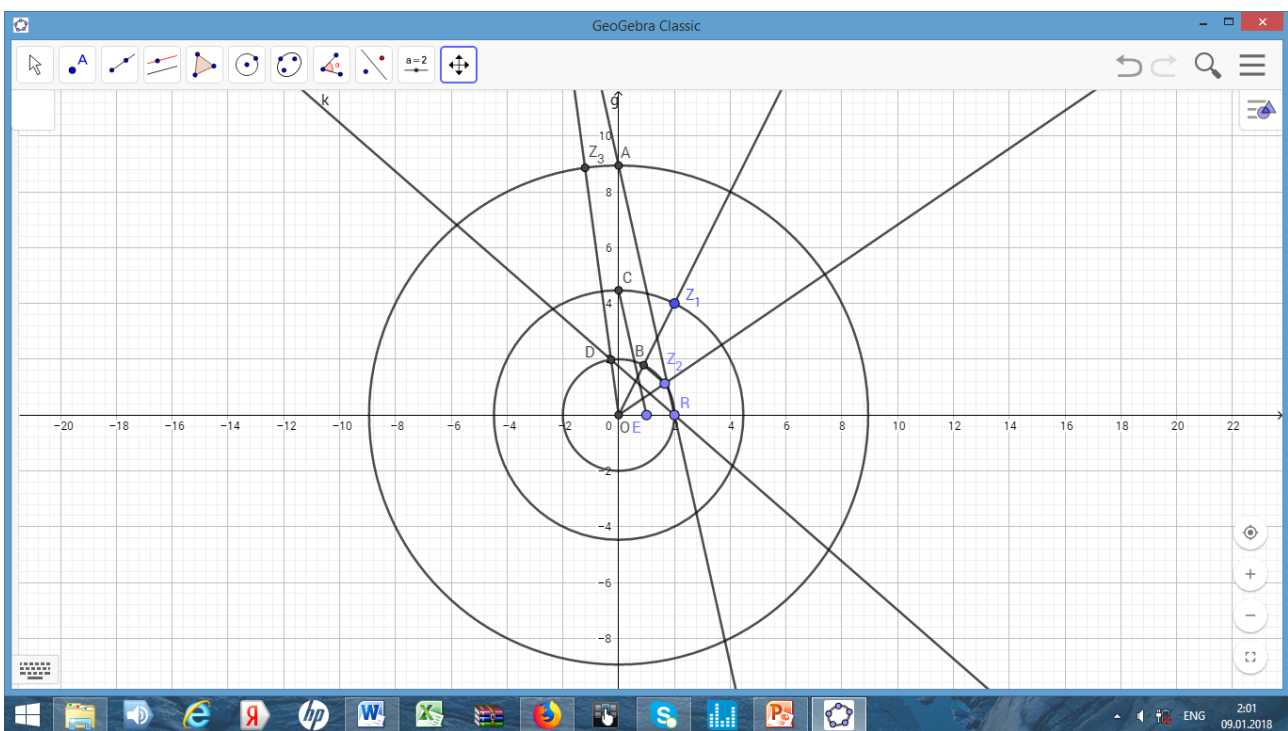 GeoGebra Classic
A
a=2
k
g
10
Z3
A
8
6
C
4
Z1
D
B
Z2
R
−20 −18 −16 −14 −12 −10 −8 −6 −4 −2 0 O E 2 4 6 8 10 12 14 16 18 20 22
−2
−4
−6
−8
Я
hp
W
X
S
P
ENG
2:01
09.01.2018